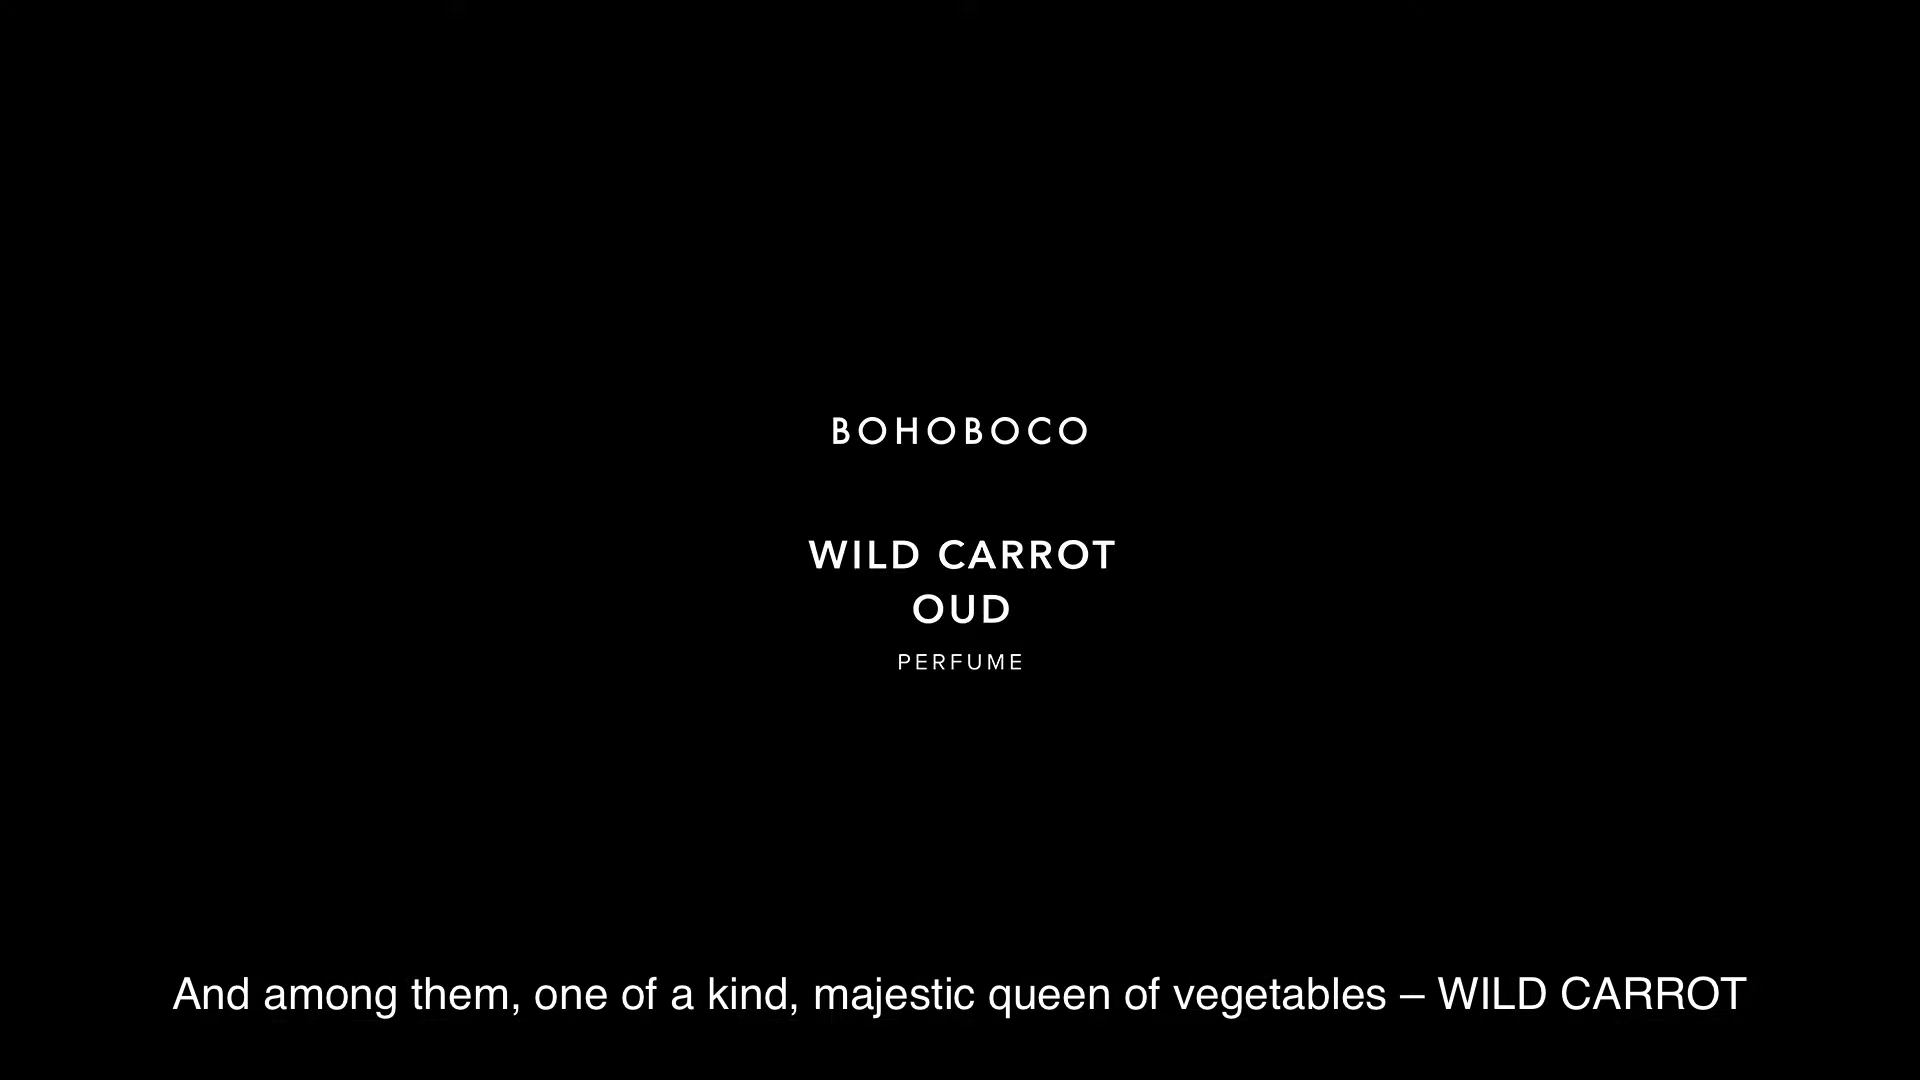 BOHOBOCO
WILD CARROT
OUD
PERFUME
And among them, one of a kind, majestic queen of vegetables – WILD CARROT